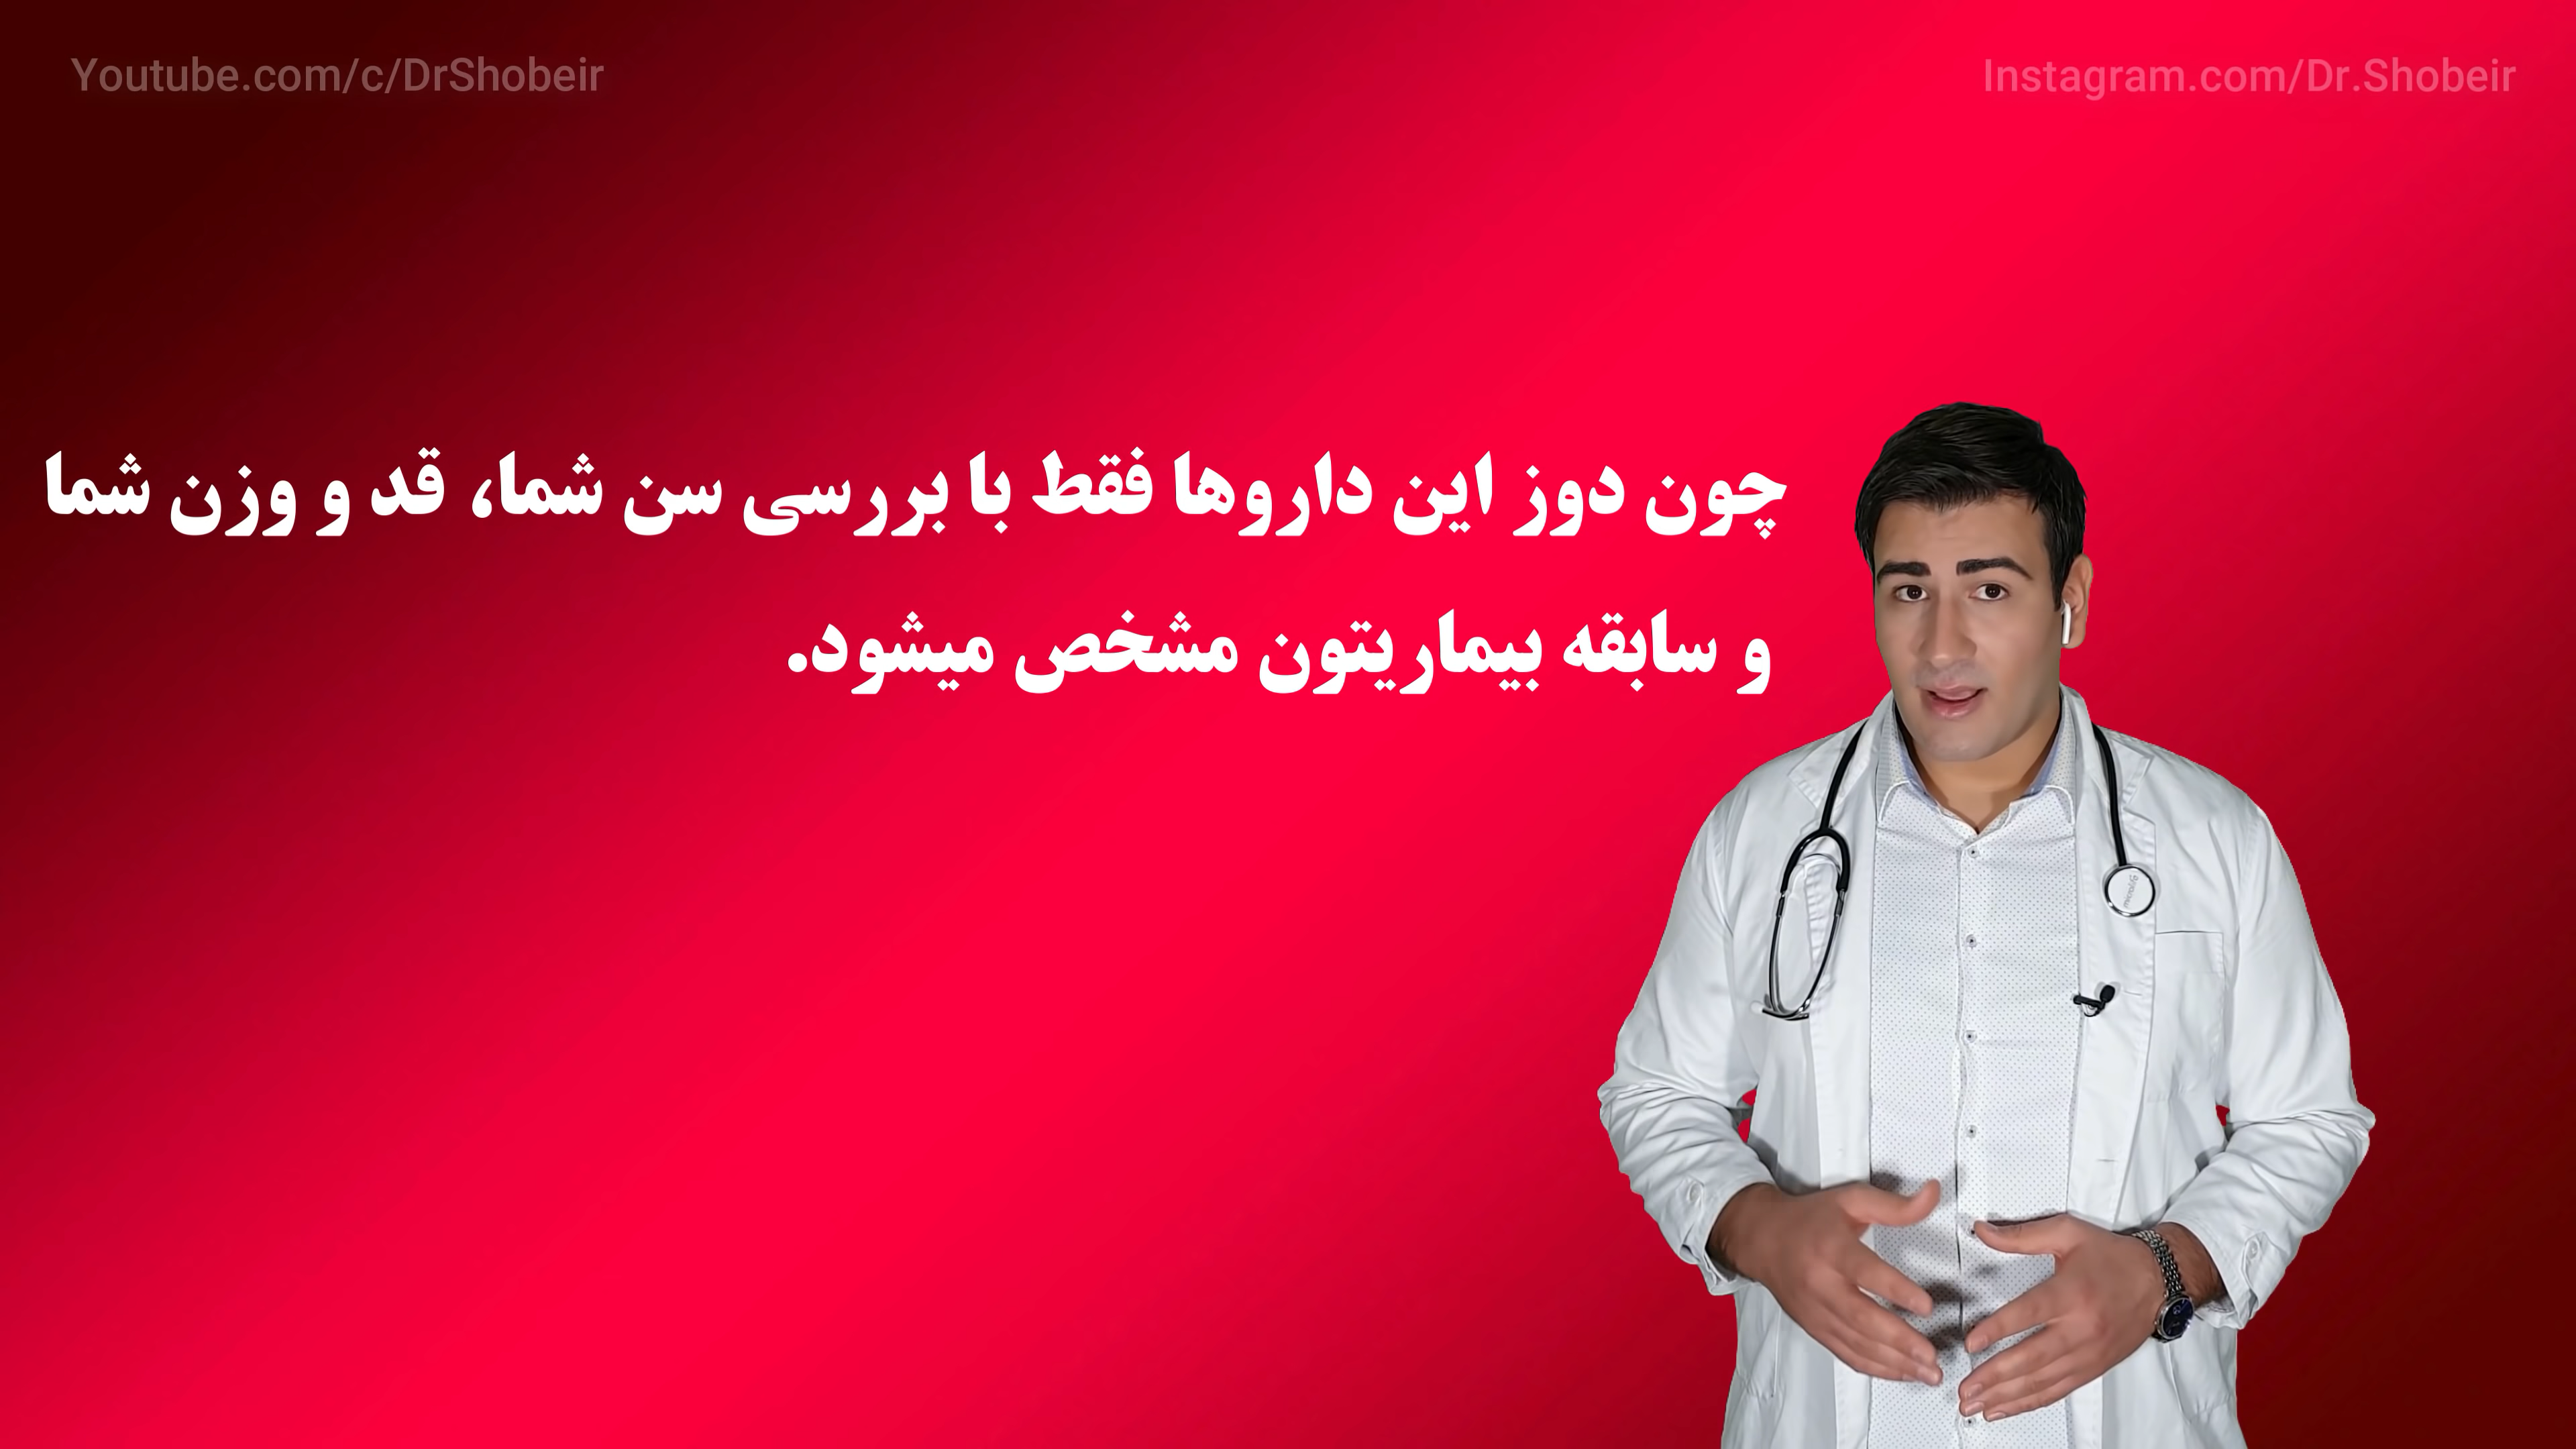 Youtube.com/c/DrShobeir
Instagram.com/Dr.Shobeir
چون دوز این داروها فقط با بررسی سن شما، قد و وزن شما
و سابقه بیماریتون مشخص میشود.